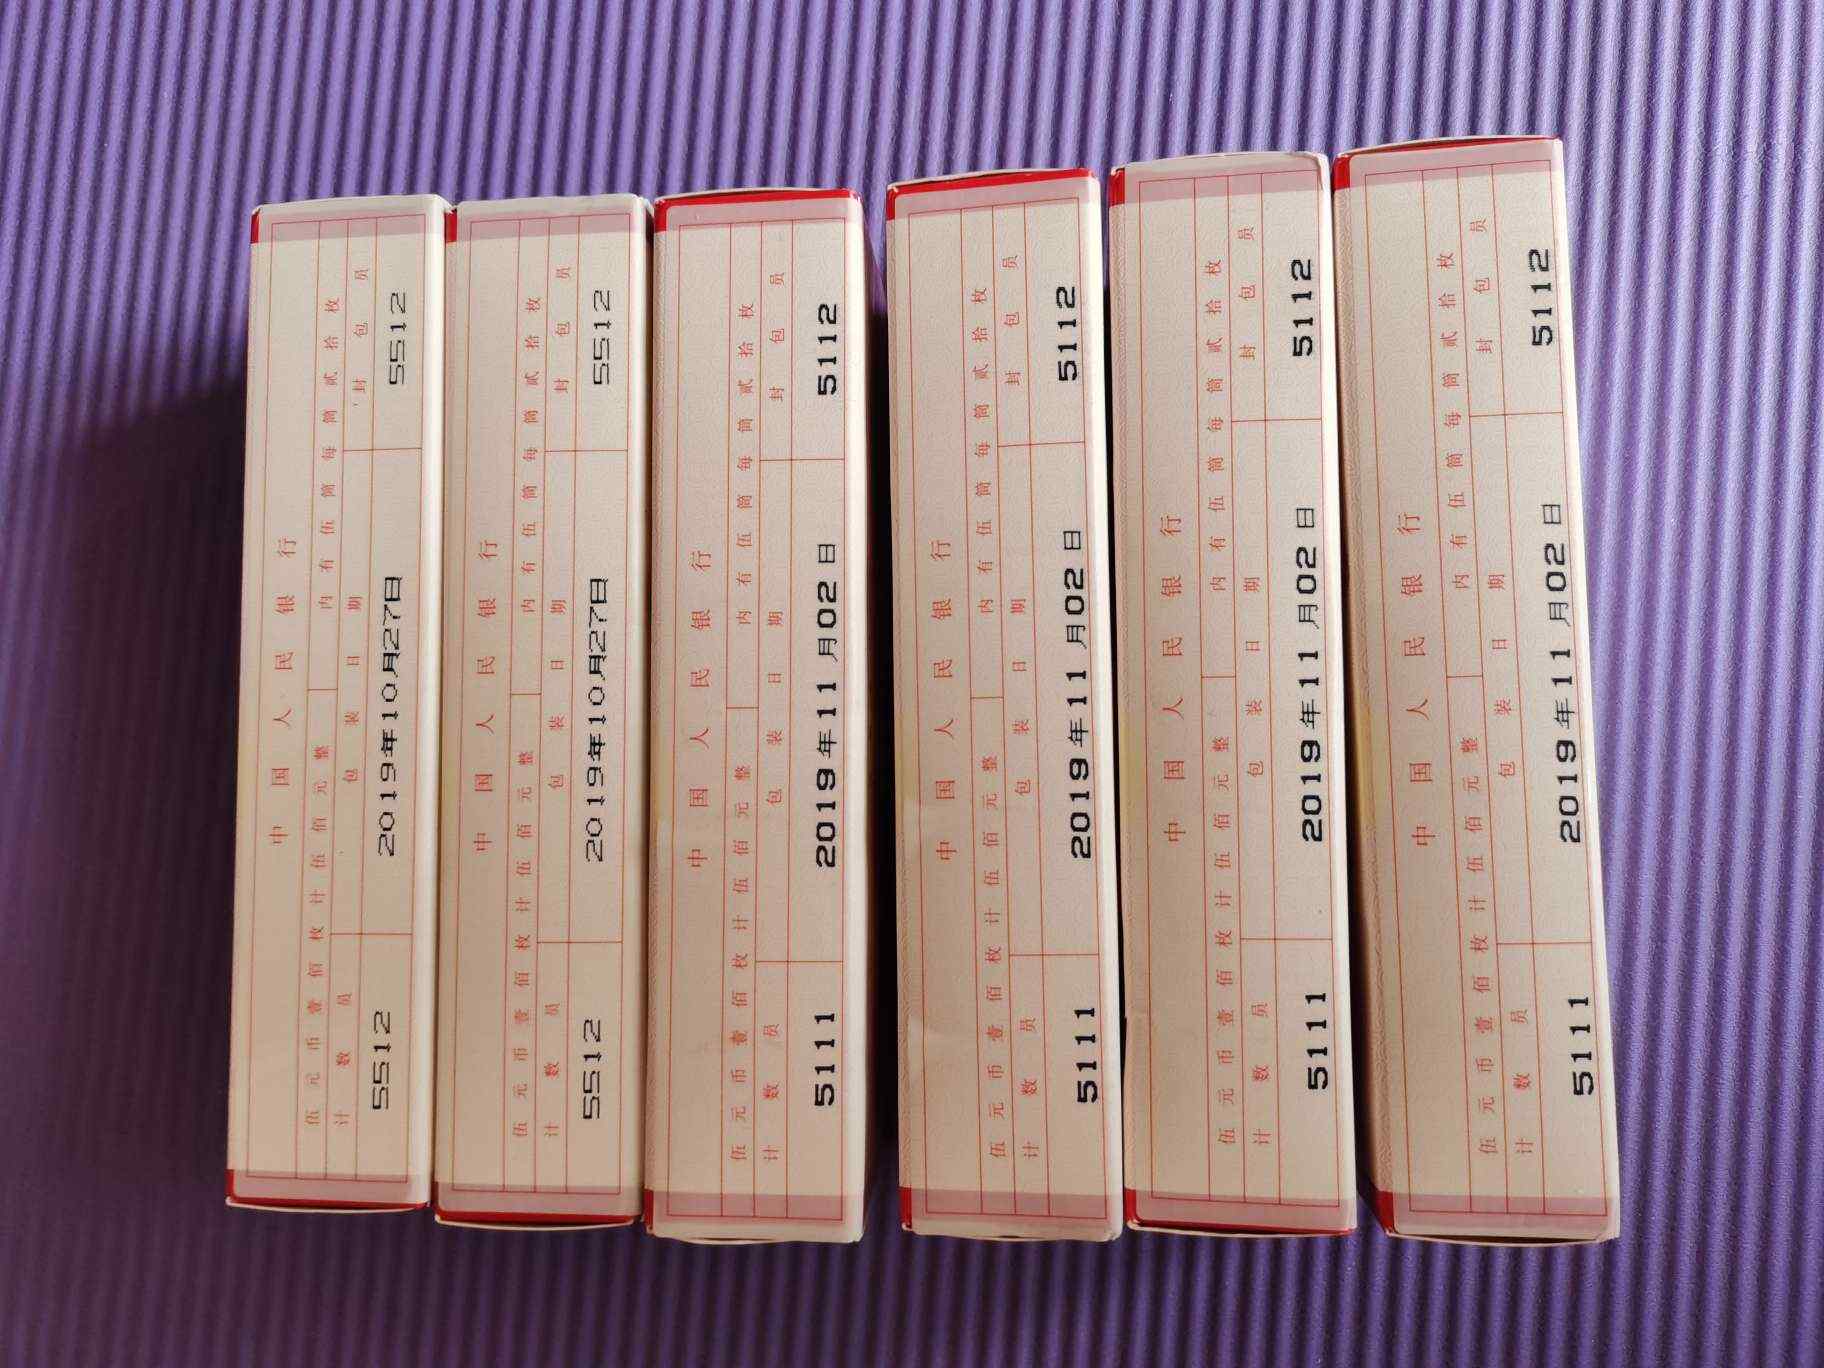 中国人民银行
伍元币壹佰枚计伍佰元整 内有伍筒每筒贰拾枚
计数员 包装日期 封包员
5512 2019年10月27日 5512
中国人民银行
伍元币壹佰枚计伍佰元整 内有伍筒每筒贰拾枚
计数员 包装日期 封包员
5512 2019年10月27日 5512
中国人民银行
伍元币壹佰枚计伍佰元整 内有伍筒每筒贰拾枚
计数员 包装日期 封包员
5111 2019年11月02日 5112
中国人民银行
伍元币壹佰枚计伍佰元整 内有伍筒每筒贰拾枚
计数员 包装日期 封包员
5111 2019年11月02日 5112
中国人民银行
伍元币壹佰枚计伍佰元整 内有伍筒每筒贰拾枚
计数员 包装日期 封包员
5111 2019年11月02日 5112
中国人民银行
伍元币壹佰枚计伍佰元整 内有伍筒每筒贰拾枚
计数员 包装日期 封包员
5111 2019年11月02日 5112